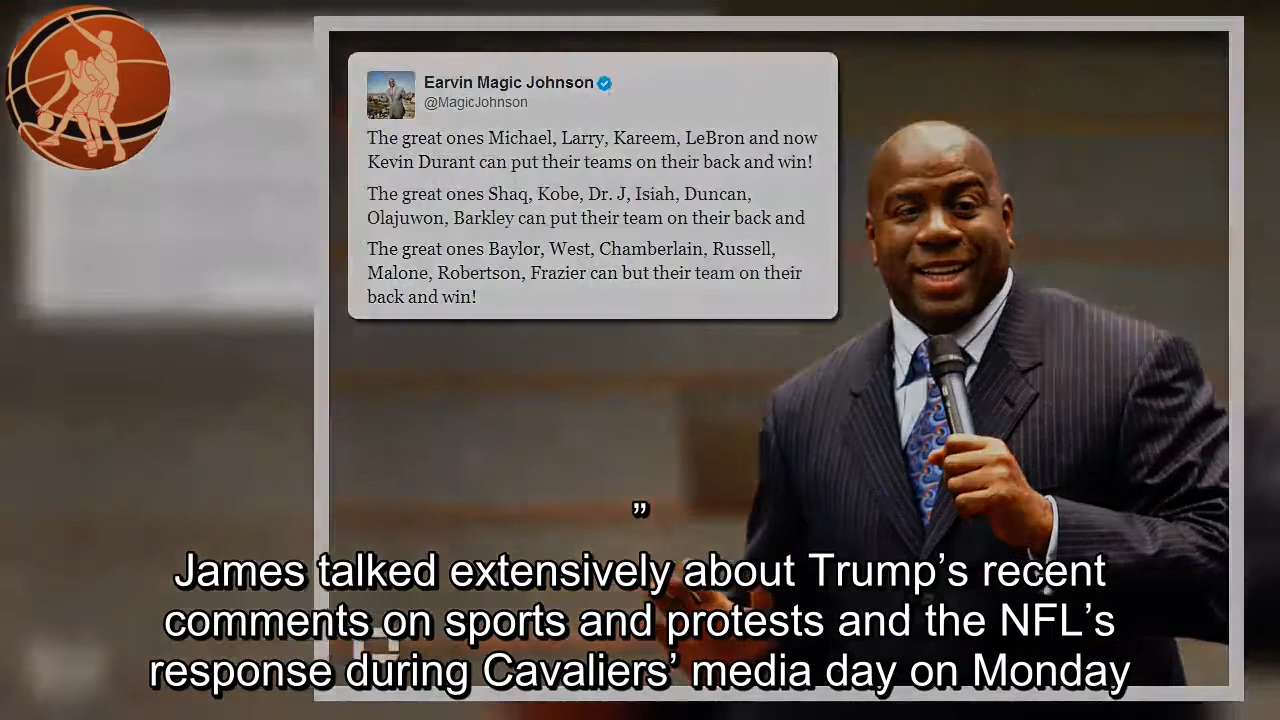 Earvin Magic Johnson
@MagicJohnson
The great ones Michael, Larry, Kareem, LeBron and now
Kevin Durant can put their teams on their back and win!
The great ones Shaq, Kobe, Dr. J, Isiah, Duncan,
Olajuwon, Barkley can put their team on their back and
The great ones Baylor, West, Chamberlain, Russell,
Malone, Robertson, Frazier can but their team on their
back and win!
”
James talked extensively about Trump’s recent
comments on sports and protests and the NFL’s
response during Cavaliers’ media day on Monday